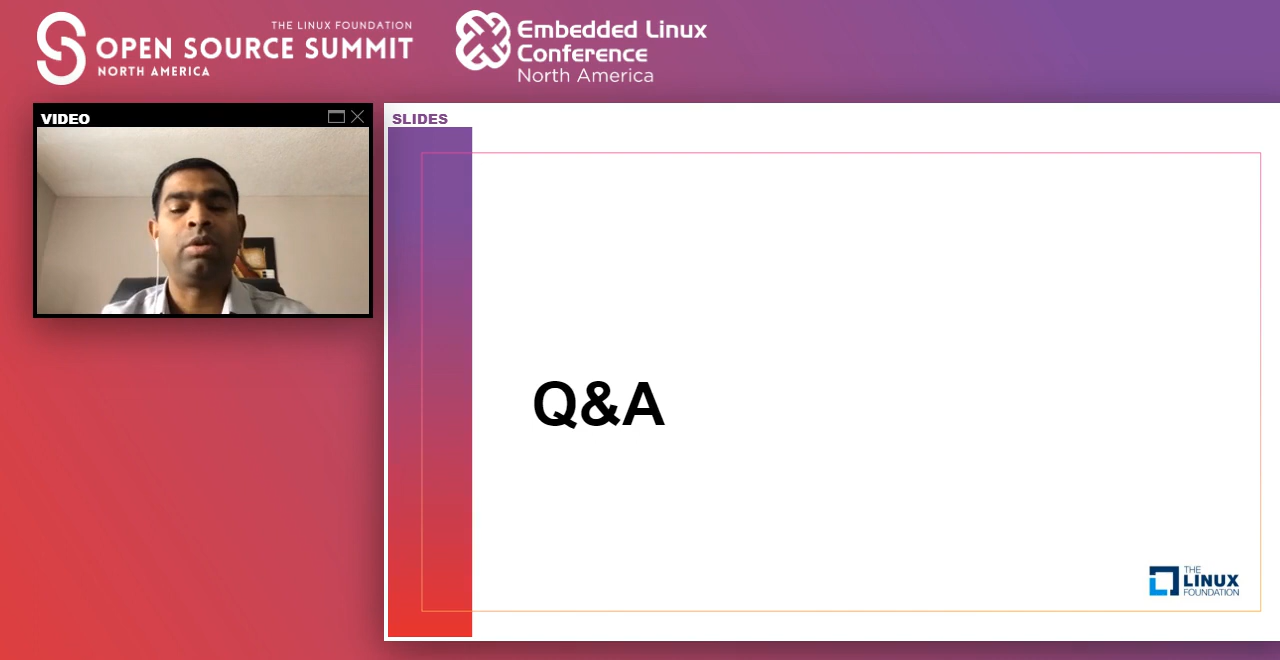 THE LINUX FOUNDATION
OPEN SOURCE SUMMIT
NORTH AMERICA
Embedded Linux
Conference
North America
VIDEO
SLIDES
Q&A
THE
LINUX
FOUNDATION